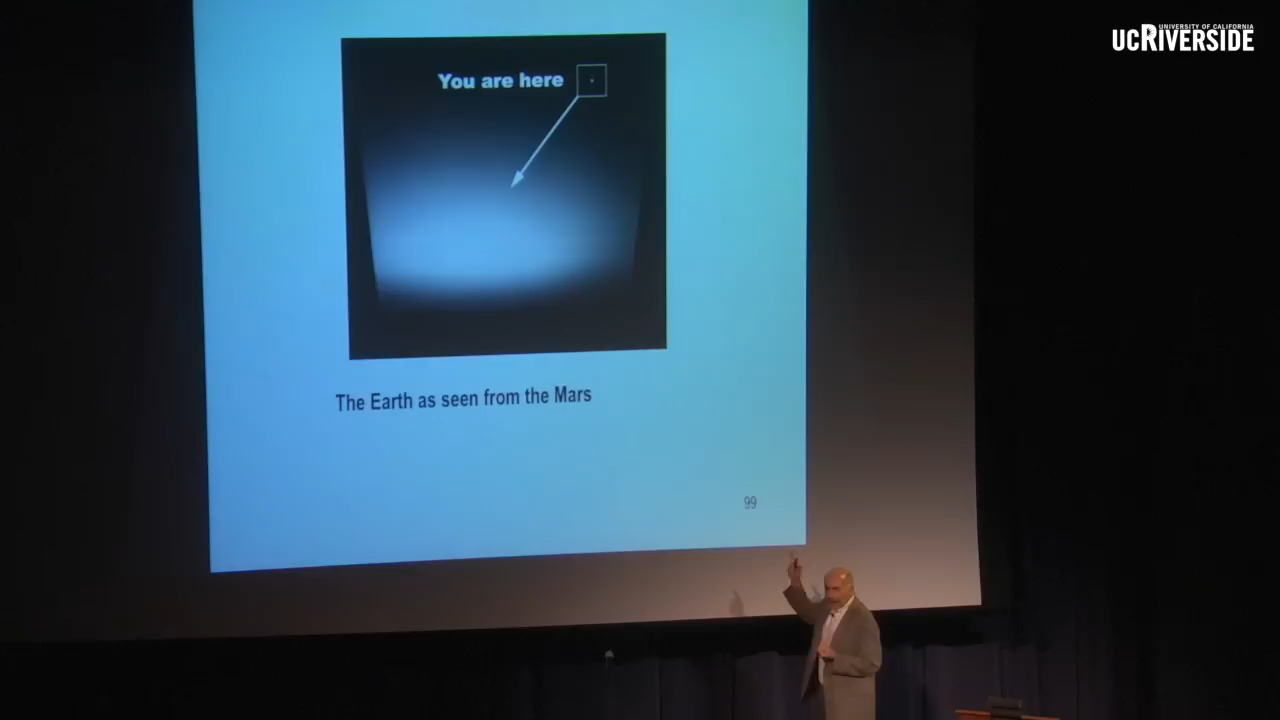 UNIVERSITY OF CALIFORNIA
UCRIVERSIDE
You are here
The Earth as seen from the Mars
99